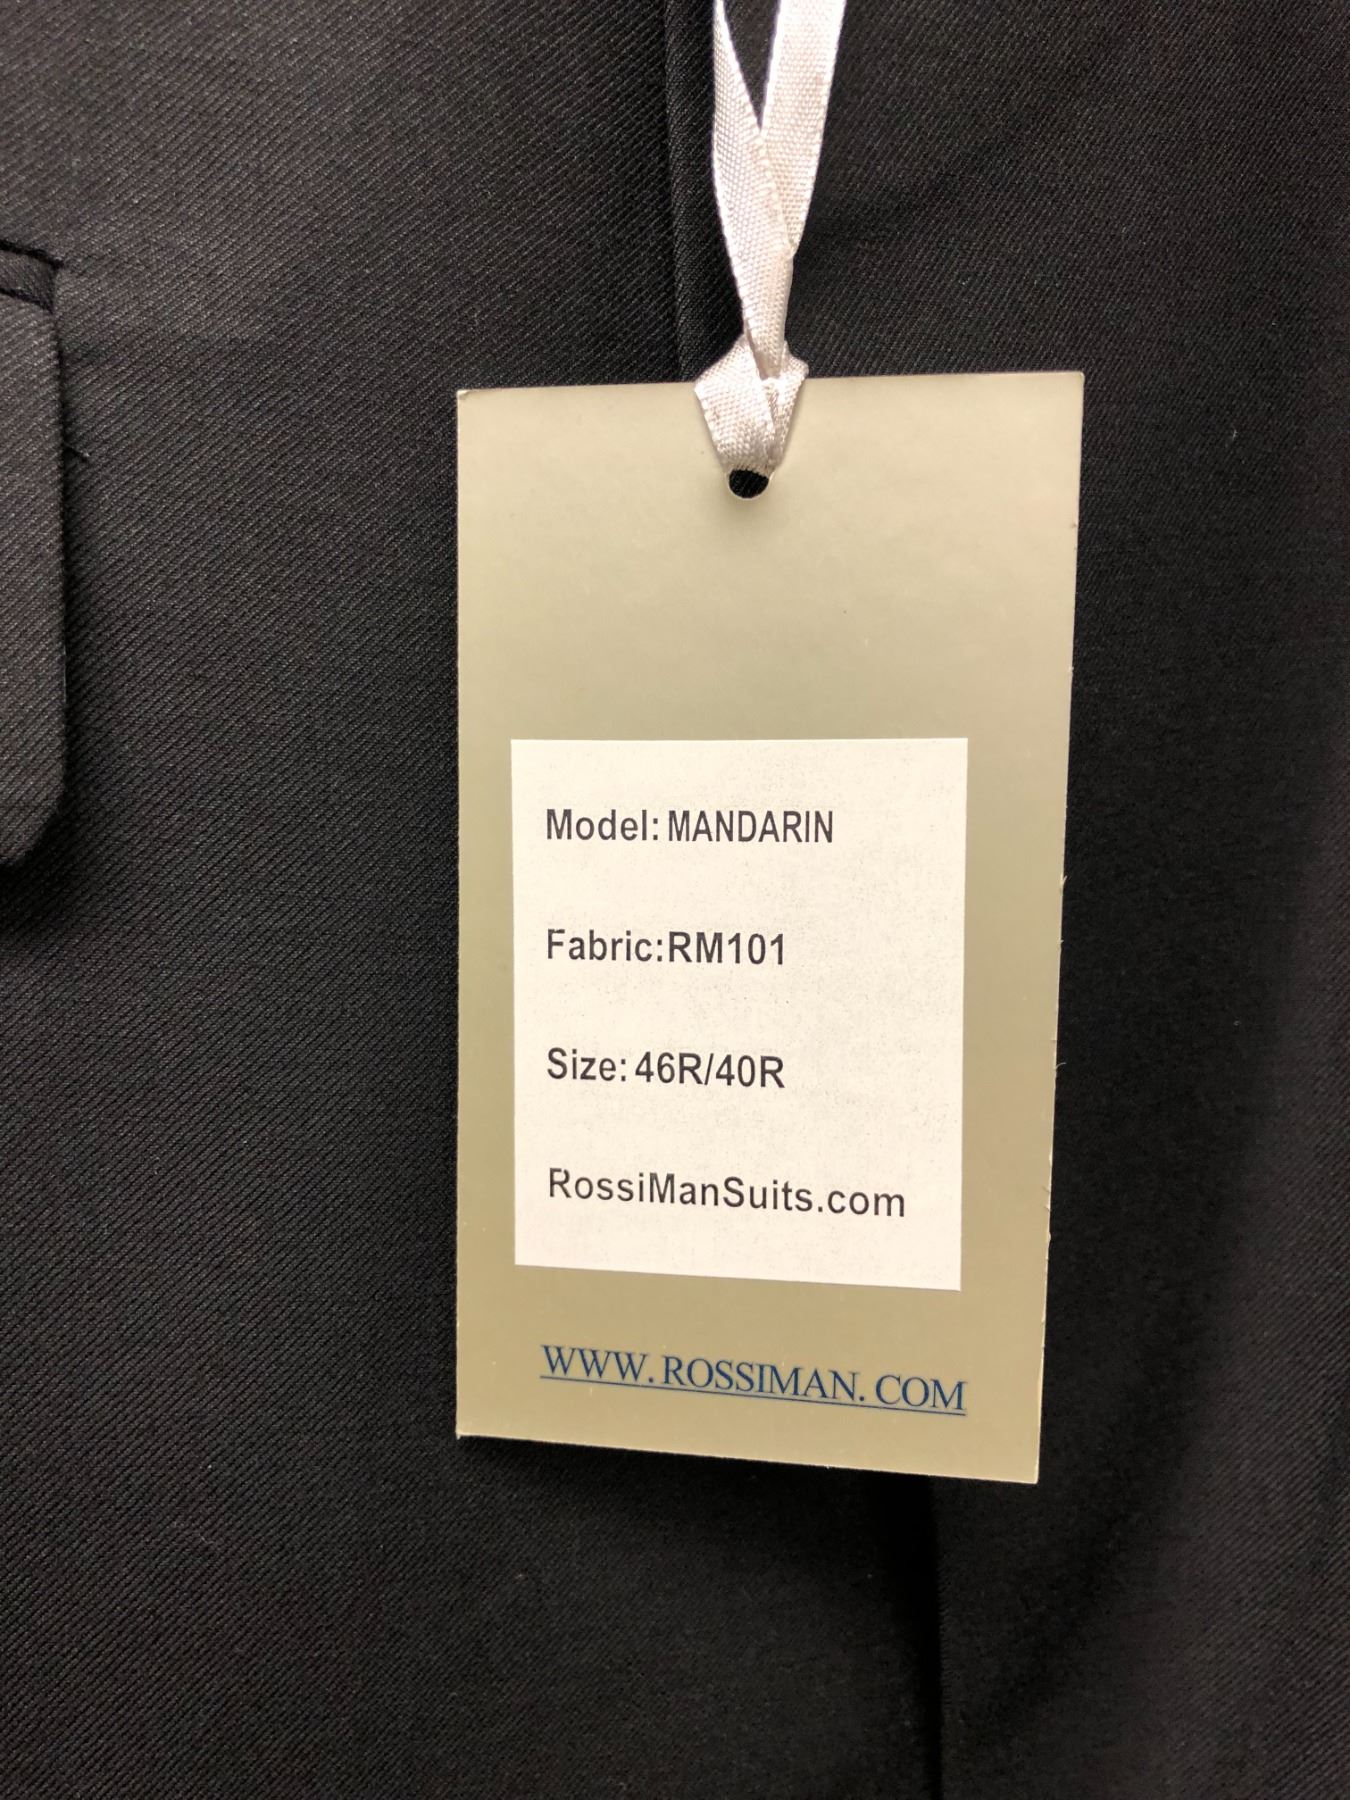 Model: MANDARIN
Fabric:RM101
Size: 46R/40R
RossiManSuits.com
WWW.ROSSIMAN.COM